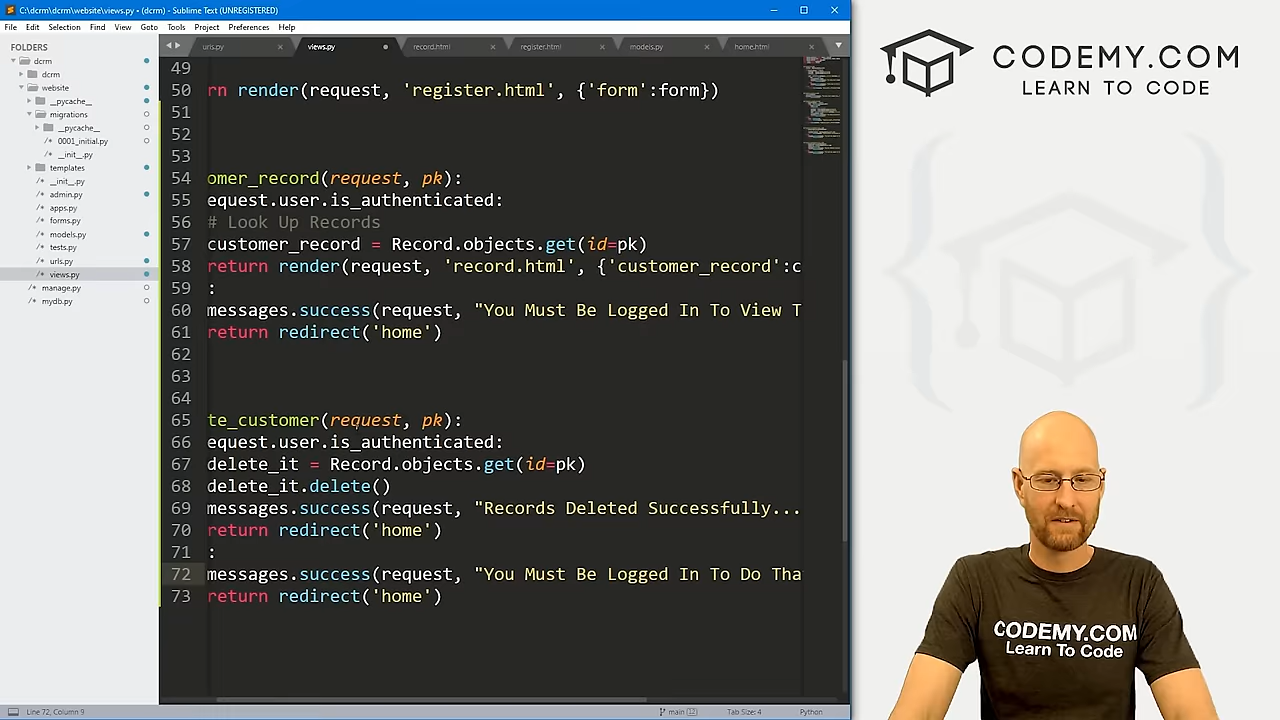 C:\dcrm\dcrm\website\views.py • (dcrm) - Sublime Text (UNREGISTERED)
File Edit Selection Find View Goto Tools Project Preferences Help
FOLDERS
dcrm
dcrm
website
__pycache__
migrations
__pycache__
0001_initial.py
__init__.py
templates
__init__.py
admin.py
apps.py
forms.py
models.py
tests.py
urls.py
views.py
manage.py
mydb.py
urls.py views.py record.html register.html models.py home.html
49
50 rn render(request, 'register.html', {'form':form})
51
52
53
54 omer_record(request, pk):
55 equest.user.is_authenticated:
56 # Look Up Records
57 customer_record = Record.objects.get(id=pk)
58 return render(request, 'record.html', {'customer_record':c
59 :
60 messages.success(request, "You Must Be Logged In To View T
61 return redirect('home')
62
63
64
65 te_customer(request, pk):
66 equest.user.is_authenticated:
67 delete_it = Record.objects.get(id=pk)
68 delete_it.delete()
69 messages.success(request, "Records Deleted Successfully...
70 return redirect('home')
71 :
72 messages.success(request, "You Must Be Logged In To Do Tha
73 return redirect('home')
Line 72, Column 9
main [12]
Tab Size: 4
Python
CODEMY.COM
LEARN TO CODE
CODEMY.COM
Learn To Code